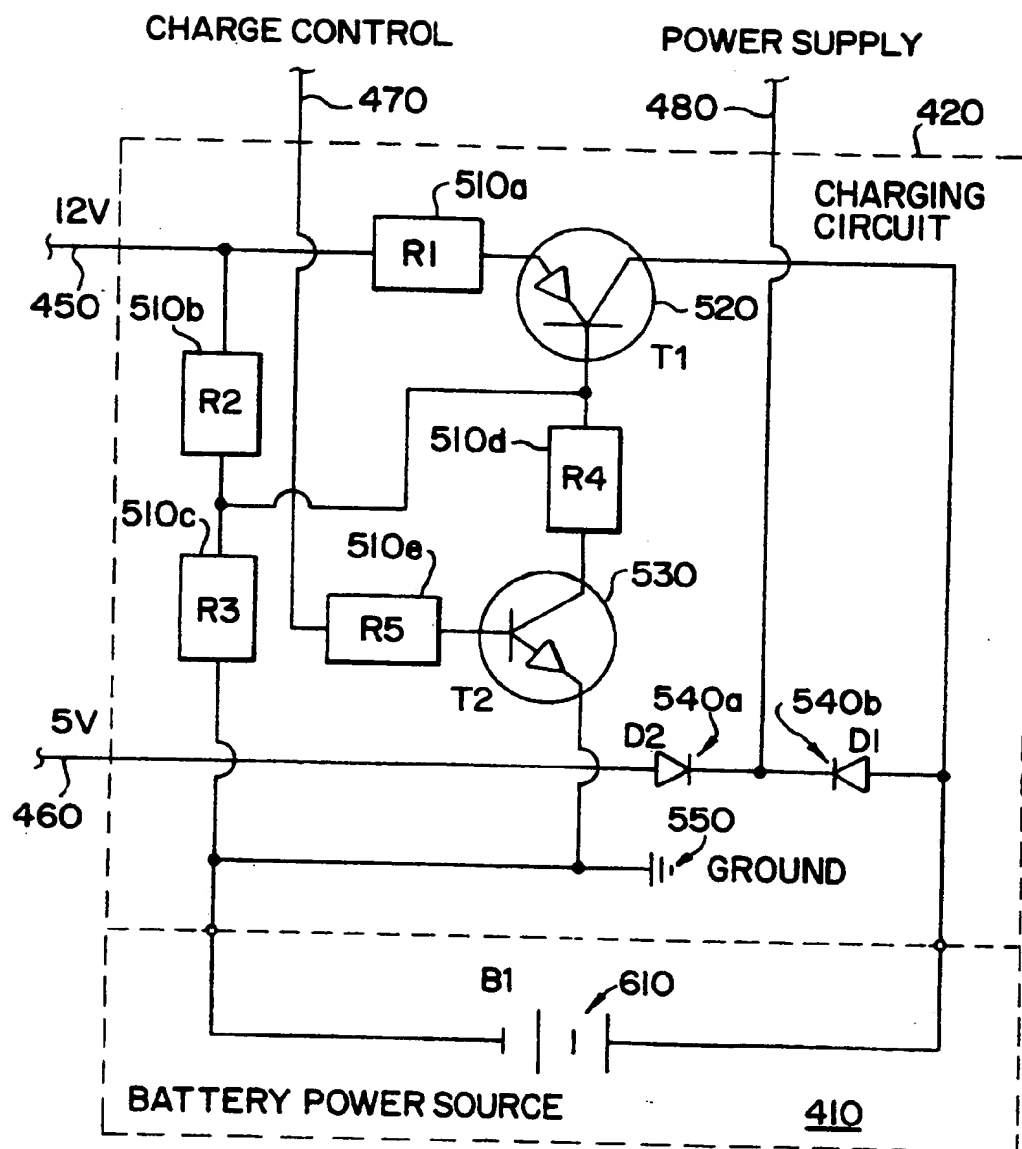 CHARGE CONTROL
POWER SUPPLY
470
480
420
510a
CHARGING
CIRCUIT
12V
R1
450
510b
520
T1
R2
510d
R4
510c
510e
530
R3
R5
T2
540a
540b
5V
D2
D1
460
550
GROUND
B1
610
BATTERY POWER SOURCE
410